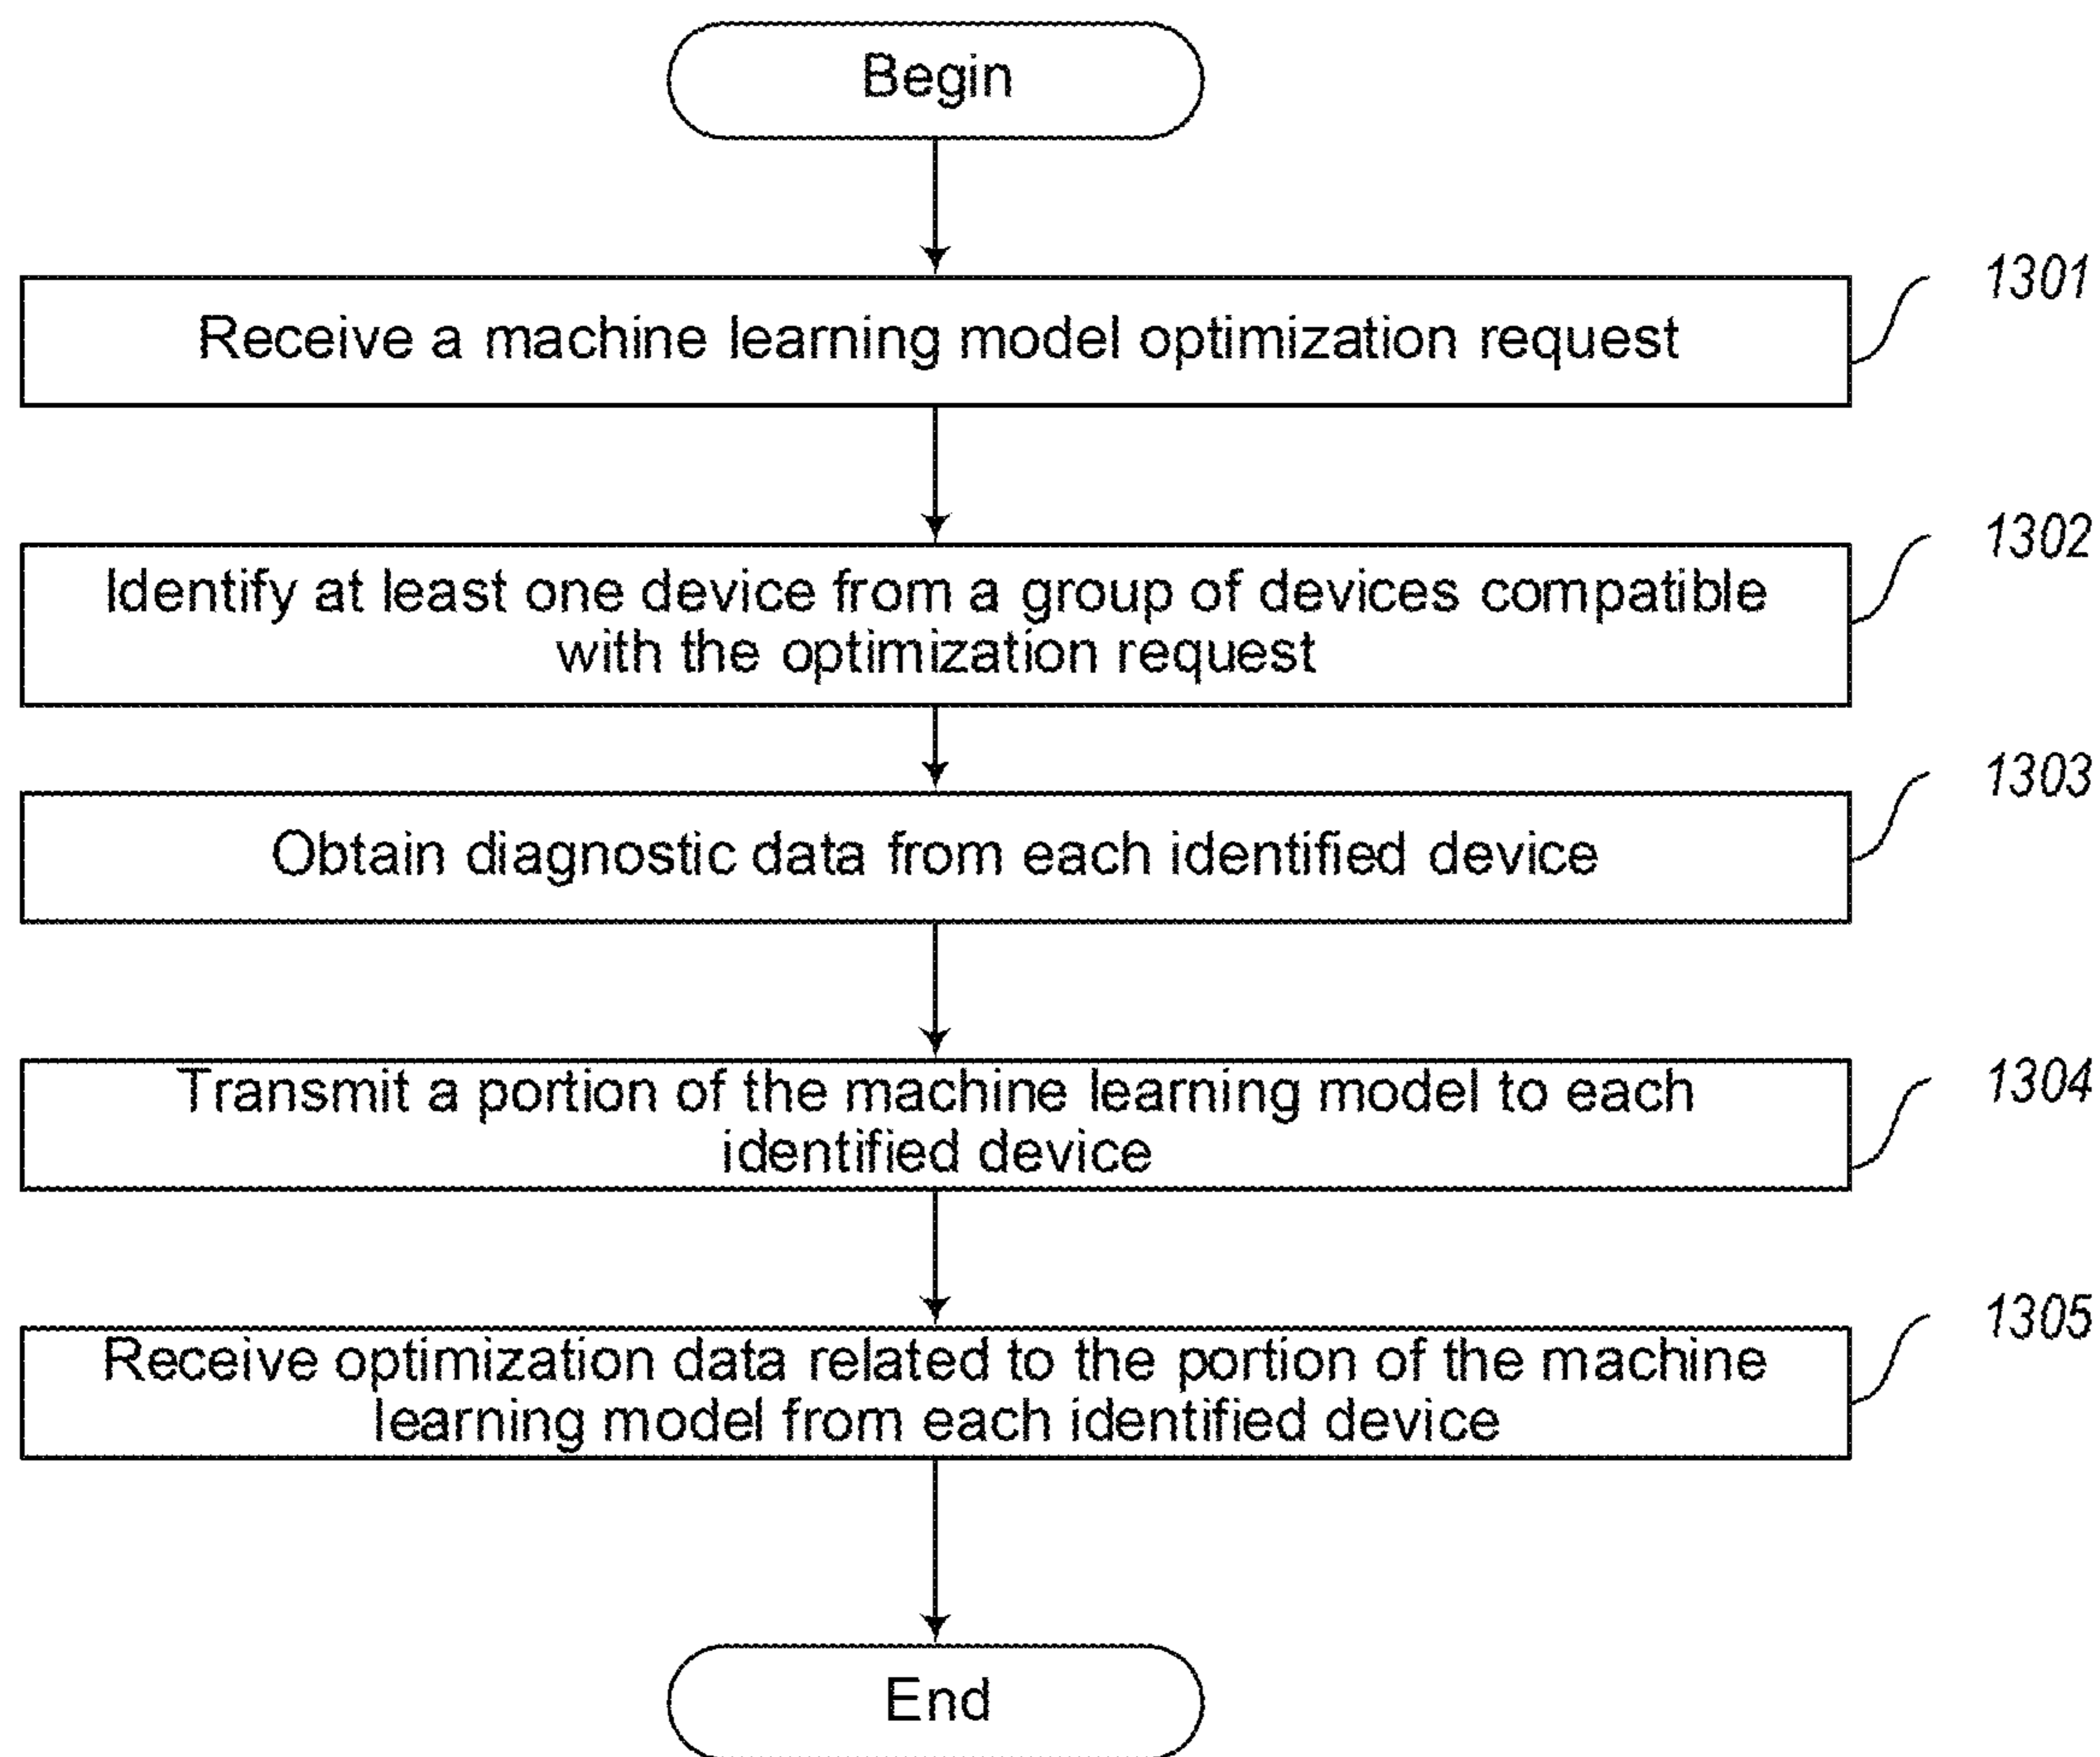 Begin
Receive a machine learning model optimization request
1301
Identify at least one device from a group of devices compatible
with the optimization request
1302
Obtain diagnostic data from each identified device
1303
Transmit a portion of the machine learning model to each
identified device
1304
Receive optimization data related to the portion of the machine
learning model from each identified device
1305
End